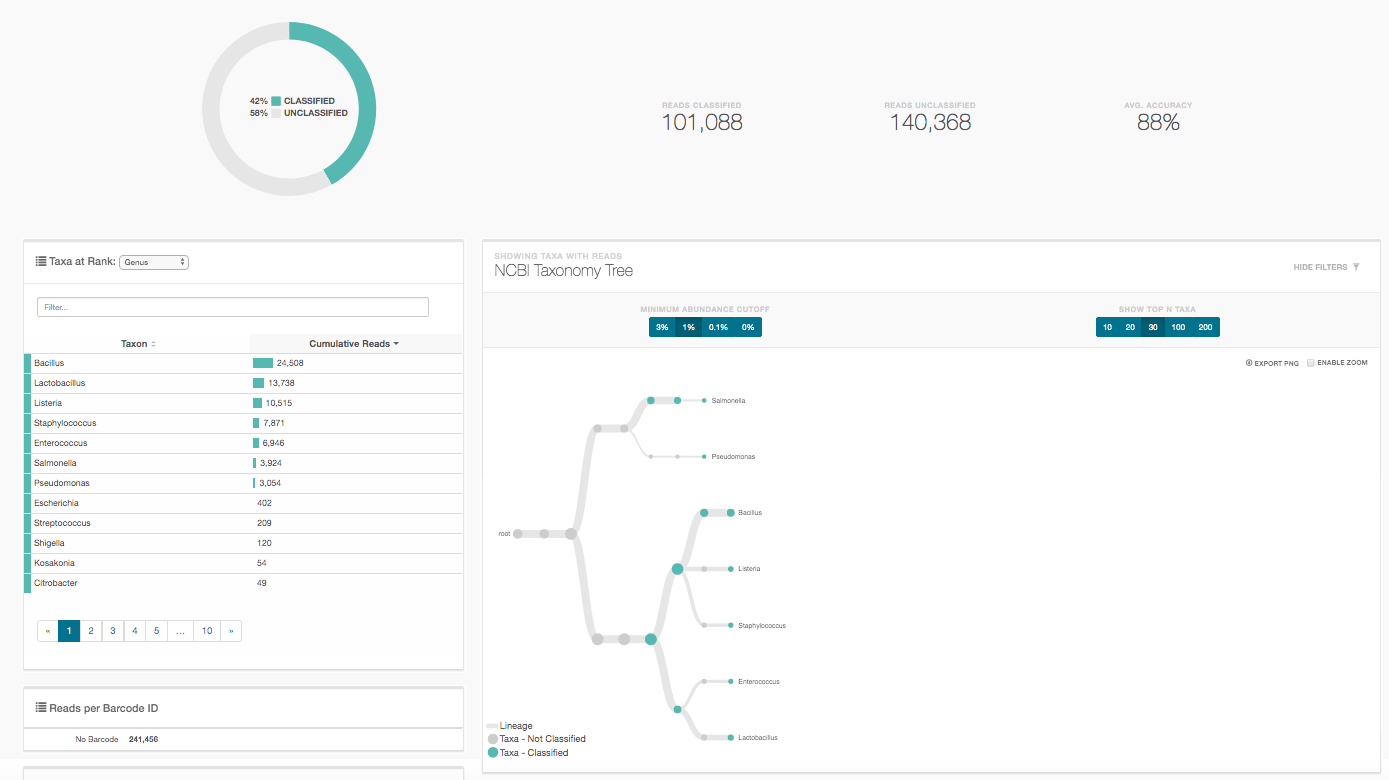 42% CLASSIFIED
58% UNCLASSIFIED
READS CLASSIFIED
101,088
READS UNCLASSIFIED
140,368
AVG. ACCURACY
88%
Taxa at Rank: Genus
Filter...
Taxon Cumulative Reads
Bacillus 24,508
Lactobacillus 13,738
Listeria 10,515
Staphylococcus 7,871
Enterococcus 6,946
Salmonella 3,924
Pseudomonas 3,054
Escherichia 402
Streptococcus 209
Shigella 120
Kosakonia 54
Citrobacter 49
« 1 2 3 4 5 ... 10 »
Reads per Barcode ID
No Barcode 241,456
SHOWING TAXA WITH READS
NCBI Taxonomy Tree
HIDE FILTERS
MINIMUM ABUNDANCE CUTOFF
3% 1% 0.1% 0%
SHOW TOP N TAXA
10 20 30 100 200
EXPORT PNG ENABLE ZOOM
Salmonella
Pseudomonas
Bacillus
root
Listeria
Staphylococcus
Enterococcus
Lactobacillus
Lineage
Taxa - Not Classified
Taxa - Classified